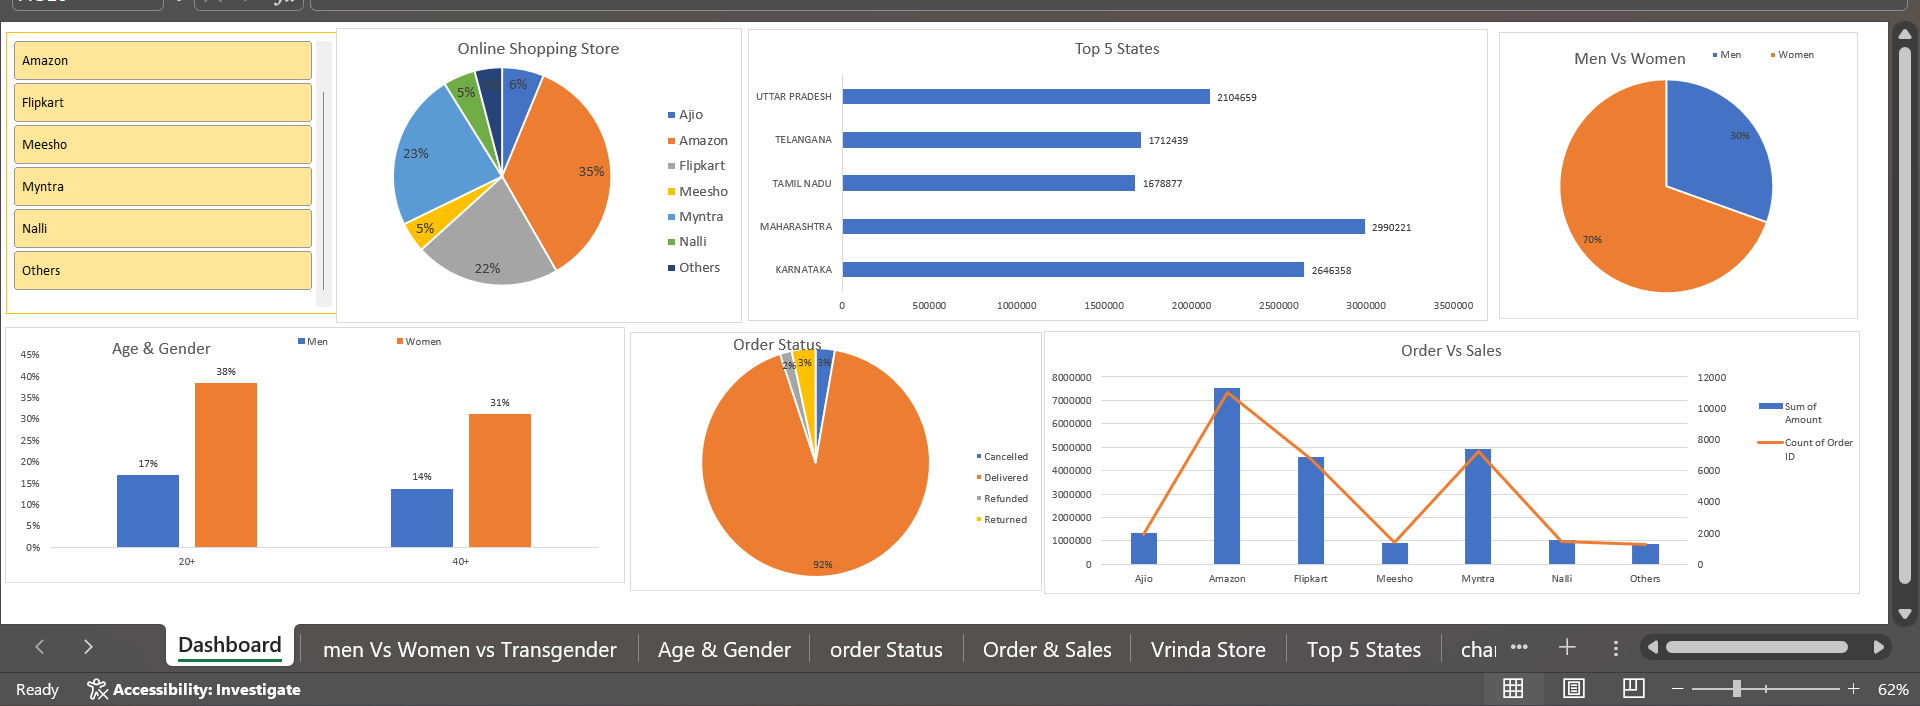 Amazon
Flipkart
Meesho
Myntra
Nalli
Others
Online Shopping Store
6%
35%
22%
5%
23%
5%
Ajio
Amazon
Flipkart
Meesho
Myntra
Nalli
Others
Top 5 States
UTTAR PRADESH 2104659
TELANGANA 1712439
TAMIL NADU 1678877
MAHARASHTRA 2990221
KARNATAKA 2646358
0 500000 1000000 1500000 2000000 2500000 3000000 3500000
Men Vs Women
Men Women
30%
70%
Age & Gender
Men Women
45%
40%
35%
30%
25%
20%
15%
10%
5%
0%
17%
38%
14%
31%
20+ 40+
Order Status
2% 3% 3%
92%
Cancelled
Delivered
Refunded
Returned
Order Vs Sales
8000000
7000000
6000000
5000000
4000000
3000000
2000000
1000000
0
12000
10000
8000
6000
4000
2000
0
Ajio Amazon Flipkart Meesho Myntra Nalli Others
Sum of
Amount
Count of Order
ID
Dashboard men Vs Women vs Transgender Age & Gender order Status Order & Sales Vrinda Store Top 5 States
Ready Accessibility: Investigate 62%